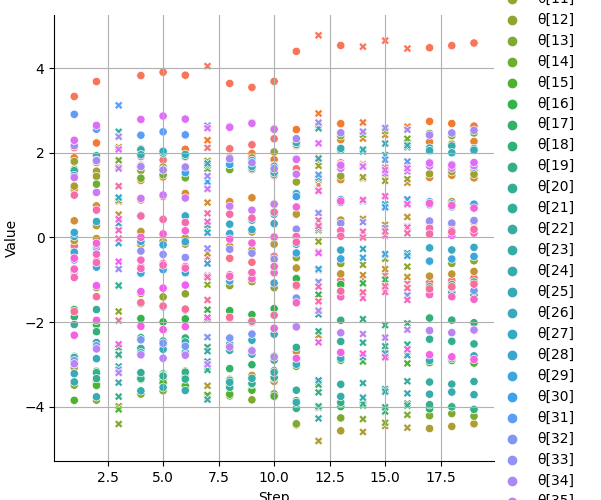 4
2
0
−2
−4
Value
2.5
5.0
7.5
10.0
12.5
15.0
17.5
Step
θ[11]
θ[12]
θ[13]
θ[14]
θ[15]
θ[16]
θ[17]
θ[18]
θ[19]
θ[20]
θ[21]
θ[22]
θ[23]
θ[24]
θ[25]
θ[26]
θ[27]
θ[28]
θ[29]
θ[30]
θ[31]
θ[32]
θ[33]
θ[34]
θ[35]